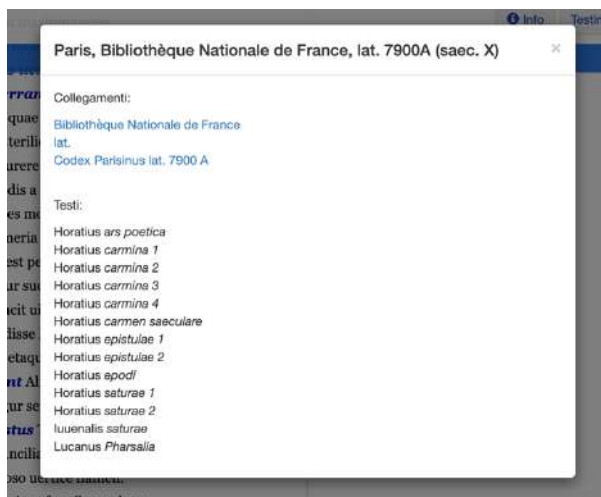 Info
Paris, Bibliothèque Nationale de France, lat. 7900A (saec. X)
×
Collegamenti:
Bibliothèque Nationale de France
lat.
Codex Parisinus lat. 7900 A
Testi:
Horatius ars poetica
Horatius carmina 1
Horatius carmina 2
Horatius carmina 3
Horatius carmina 4
Horatius carmen saeculare
Horatius epistulae 1
Horatius epistulae 2
Horatius epodi
Horatius saturae 1
Horatius saturae 2
Iuuenalis saturae
Lucanus Pharsalia